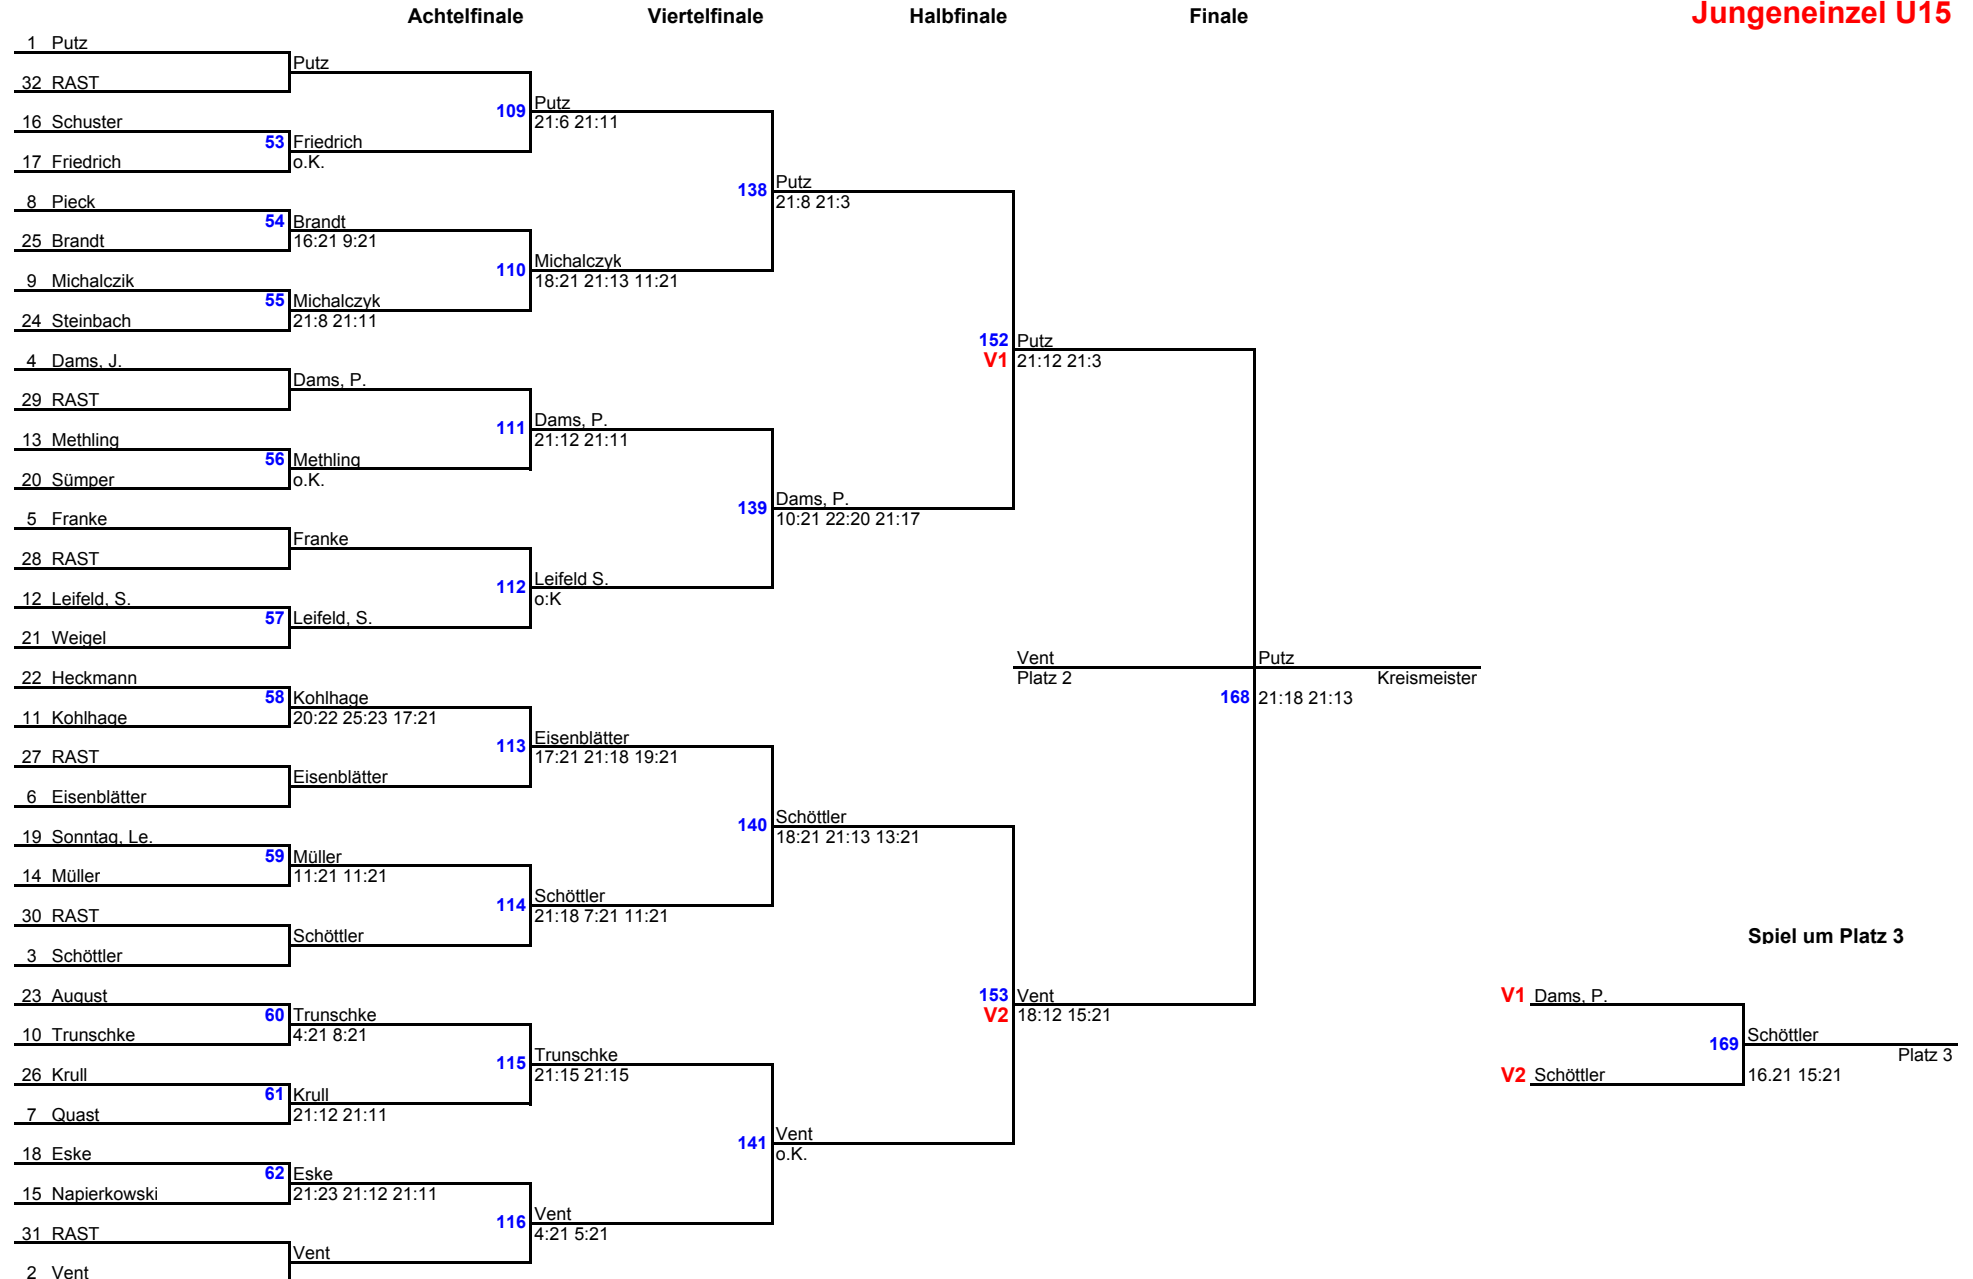 Achtelfinale Viertelfinale Halbfinale Finale Jungeneinzel U15
1 Putz
Putz
32 RAST
109 Putz
21:6 21:11
16 Schuster
53 Friedrich
o.K.
17 Friedrich
138 Putz
21:8 21:3
8 Pieck
54 Brandt
16:21 9:21
25 Brandt
110 Michalczyk
18:21 21:13 11:21
9 Michalczik
55 Michalczyk
21:8 21:11
24 Steinbach
152 Putz
V1 21:12 21:3
4 Dams, J.
Dams, P.
29 RAST
111 Dams, P.
21:12 21:11
13 Methling
56 Methling
o.K.
20 Sümper
139 Dams, P.
10:21 22:20 21:17
5 Franke
Franke
28 RAST
112 Leifeld S.
o:K
12 Leifeld, S.
57 Leifeld, S.
21 Weigel
Vent
Platz 2
Putz
Kreismeister
168 21:18 21:13
22 Heckmann
58 Kohlhage
20:22 25:23 17:21
11 Kohlhage
113 Eisenblätter
17:21 21:18 19:21
27 RAST
Eisenblätter
6 Eisenblätter
140 Schöttler
18:21 21:13 13:21
19 Sonntag, Le.
59 Müller
11:21 11:21
14 Müller
114 Schöttler
21:18 7:21 11:21
30 RAST
Schöttler
3 Schöttler
153 Vent
V2 18:12 15:21
23 August
60 Trunschke
4:21 8:21
10 Trunschke
115 Trunschke
21:15 21:15
26 Krull
61 Krull
21:12 21:11
7 Quast
141 Vent
o.K.
18 Eske
62 Eske
21:23 21:12 21:11
15 Napierkowski
116 Vent
4:21 5:21
31 RAST
Vent
2 Vent
Spiel um Platz 3
V1 Dams, P.
169 Schöttler
Platz 3
V2 Schöttler
16.21 15:21